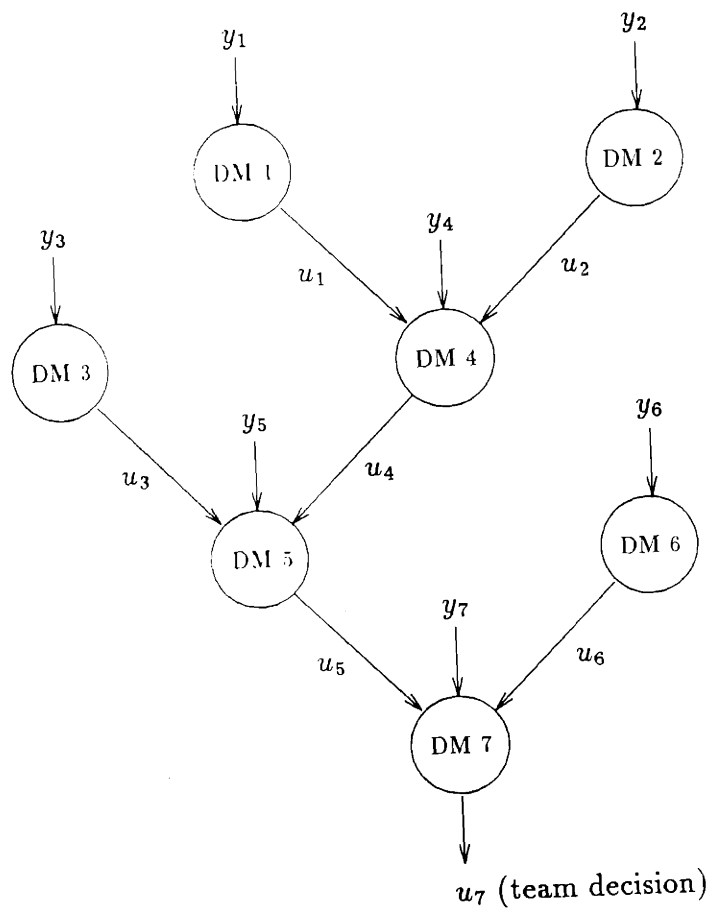 y₁
y₂
DM 1
DM 2
y₃
y₄
u₁
u₂
DM 3
DM 4
y₅
y₆
u₃
u₄
DM 5
DM 6
y₇
u₅
u₆
DM 7
u₇ (team decision)